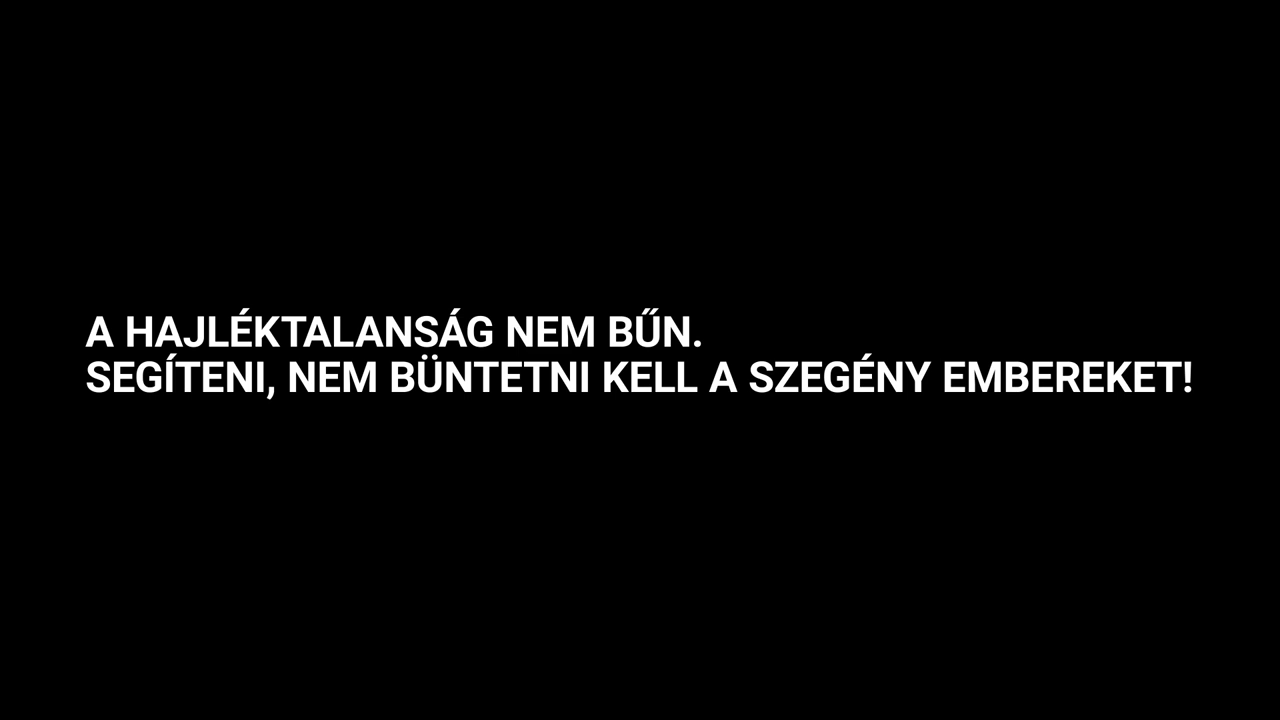 A HAJLÉKTALANSÁG NEM BŰN.
SEGÍTENI, NEM BÜNTETNI KELL A SZEGÉNY EMBEREKET!